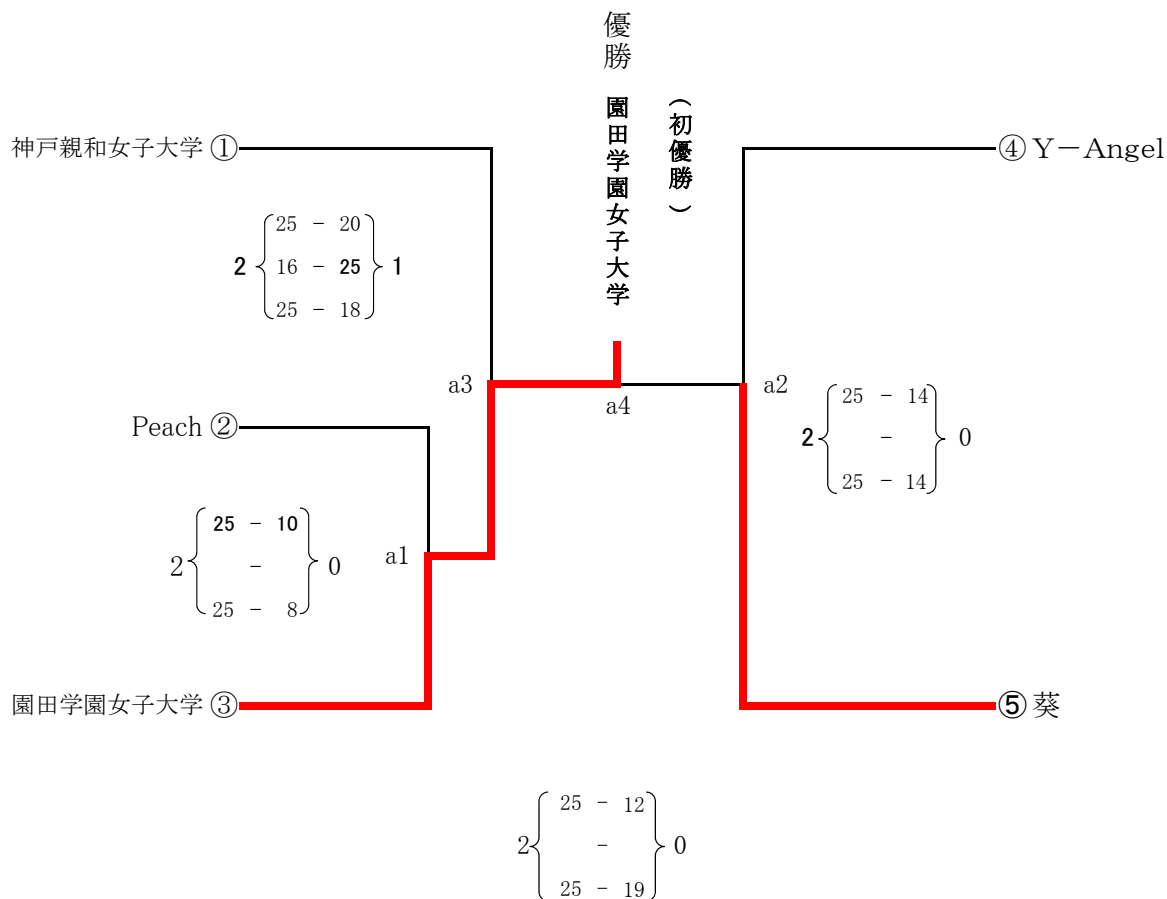 優勝
園田学園女子大学
(初優勝)
神戸親和女子大学 ①
④ Y-Angel
25 - 20
2 16 - 25 1
25 - 18
a3
a4
a2
25 - 14
2 - 0
25 - 14
Peach ②
25 - 10
2 - 0
25 - 8
a1
園田学園女子大学 ③
⑤ 葵
25 - 12
2 - 0
25 - 19